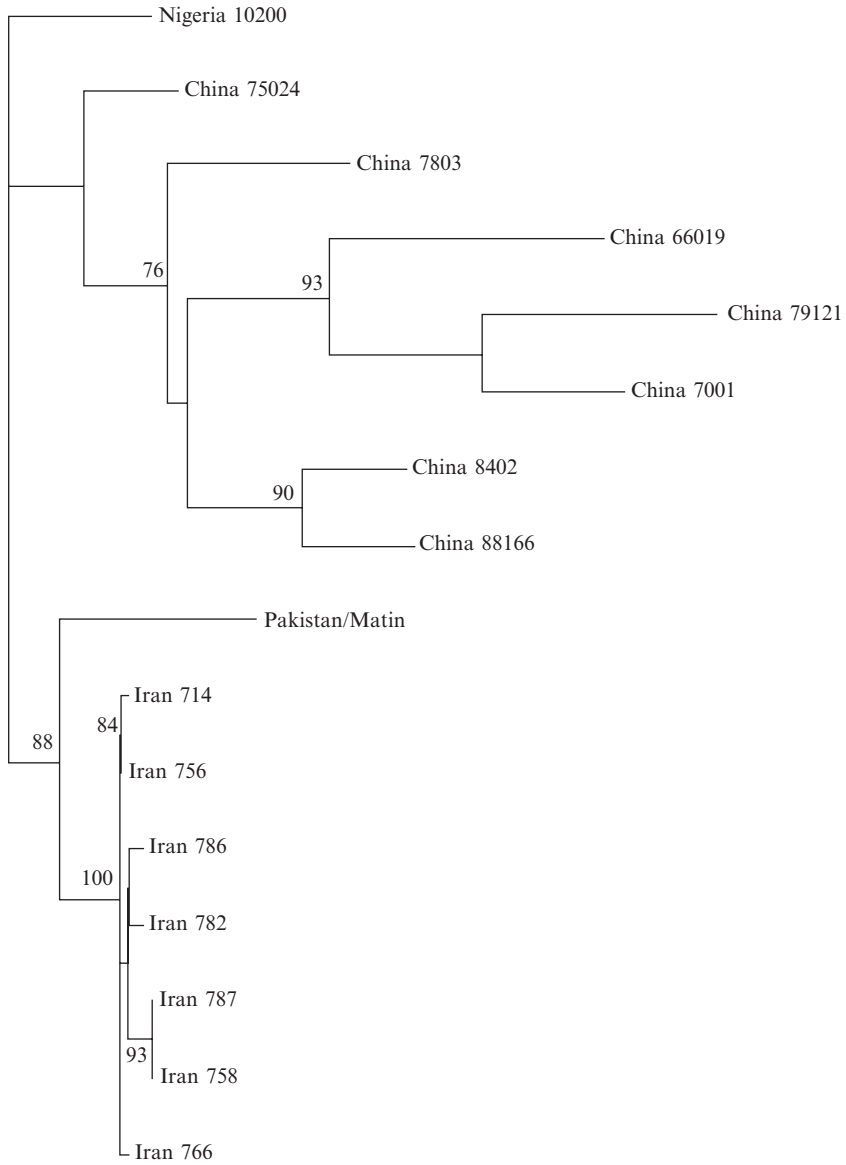 Nigeria 10200
China 75024
China 7803
China 66019
76
93
China 79121
China 7001
China 8402
90
China 88166
Pakistan/Matin
Iran 714
84
88
Iran 756
Iran 786
100
Iran 782
Iran 787
93
Iran 758
Iran 766